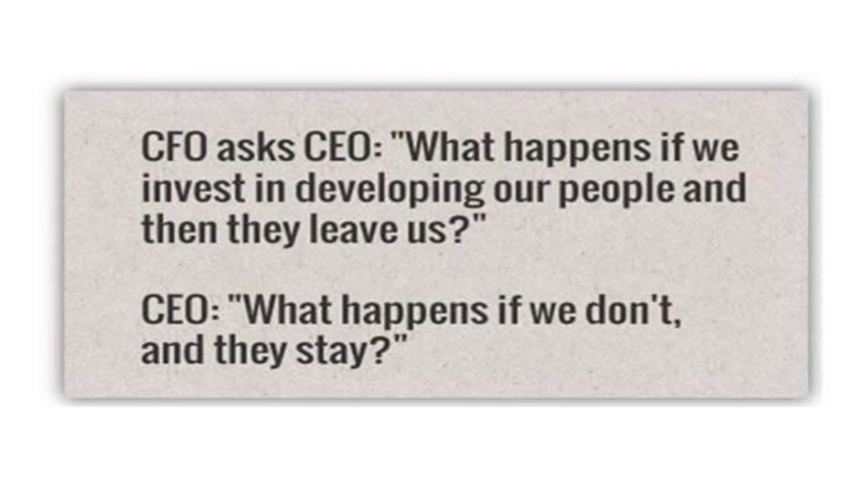 CFO asks CEO: "What happens if we
invest in developing our people and
then they leave us?"
CEO: "What happens if we don't,
and they stay?"